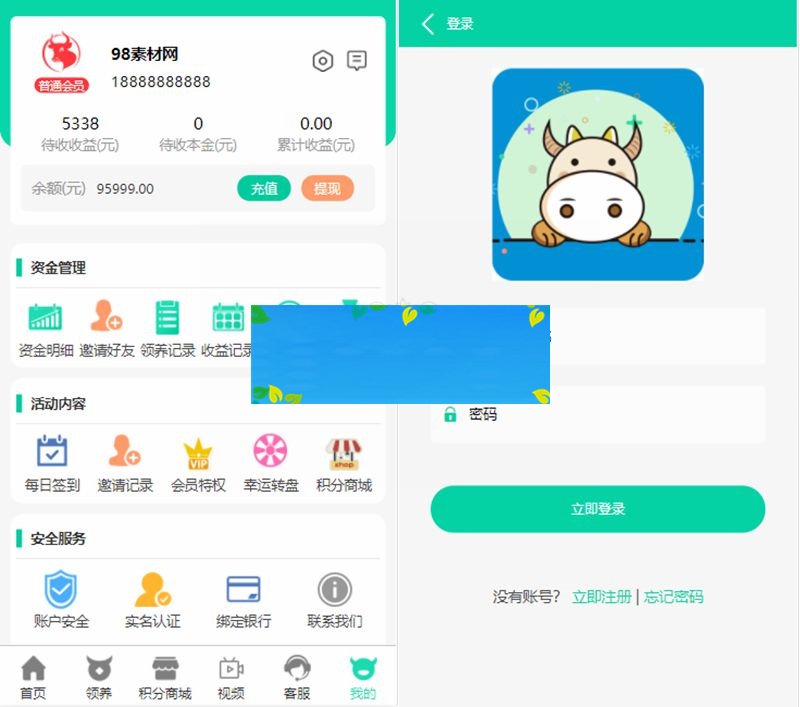 98素材网
普通会员
18888888888
5338 0 0.00
待收收益(元) 待收本金(元) 累计收益(元)
余额(元) 95999.00 充值 提现
资金管理
资金明细 邀请好友 领养记录 收益记录
活动内容
每日签到 邀请记录 会员特权 幸运转盘 积分商城
VIP
shop
安全服务
账户安全 实名认证 绑定银行 联系我们
首页 领养 积分商城 视频 客服 我的
登录
密码
立即登录
没有账号? 立即注册 | 忘记密码